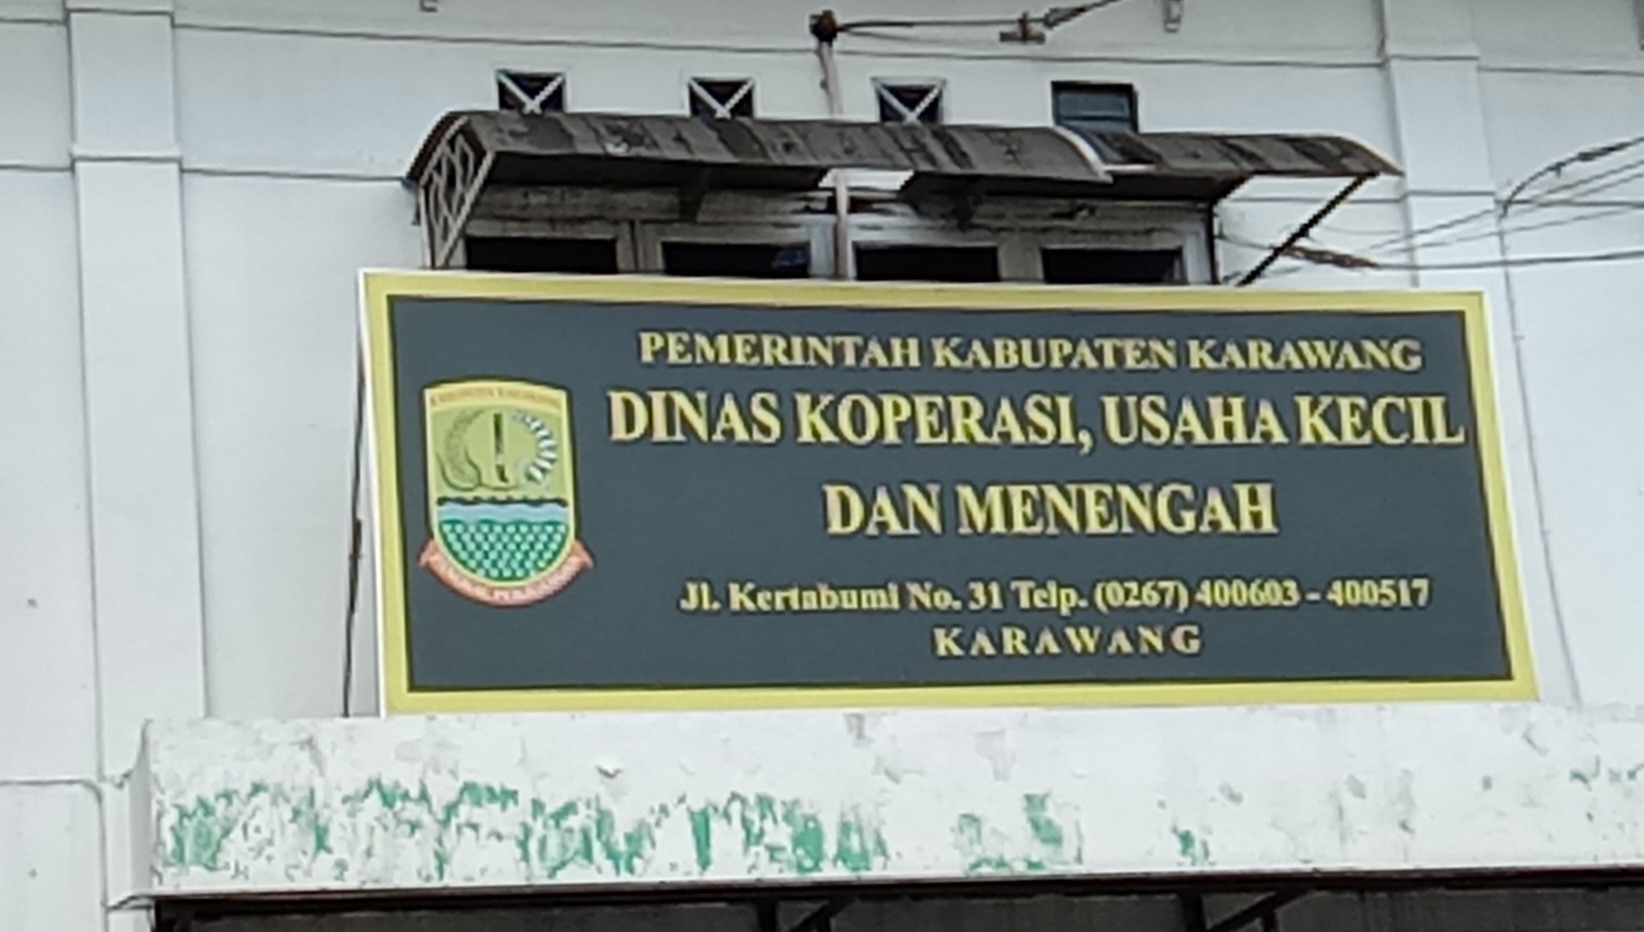 PEMERINTAH KABUPATEN KARAWANG
DINAS KOPERASI, USAHA KECIL
DAN MENENGAH
Jl. Kertabumi No. 31 Telp. (0267) 400603 - 400517
KARAWANG